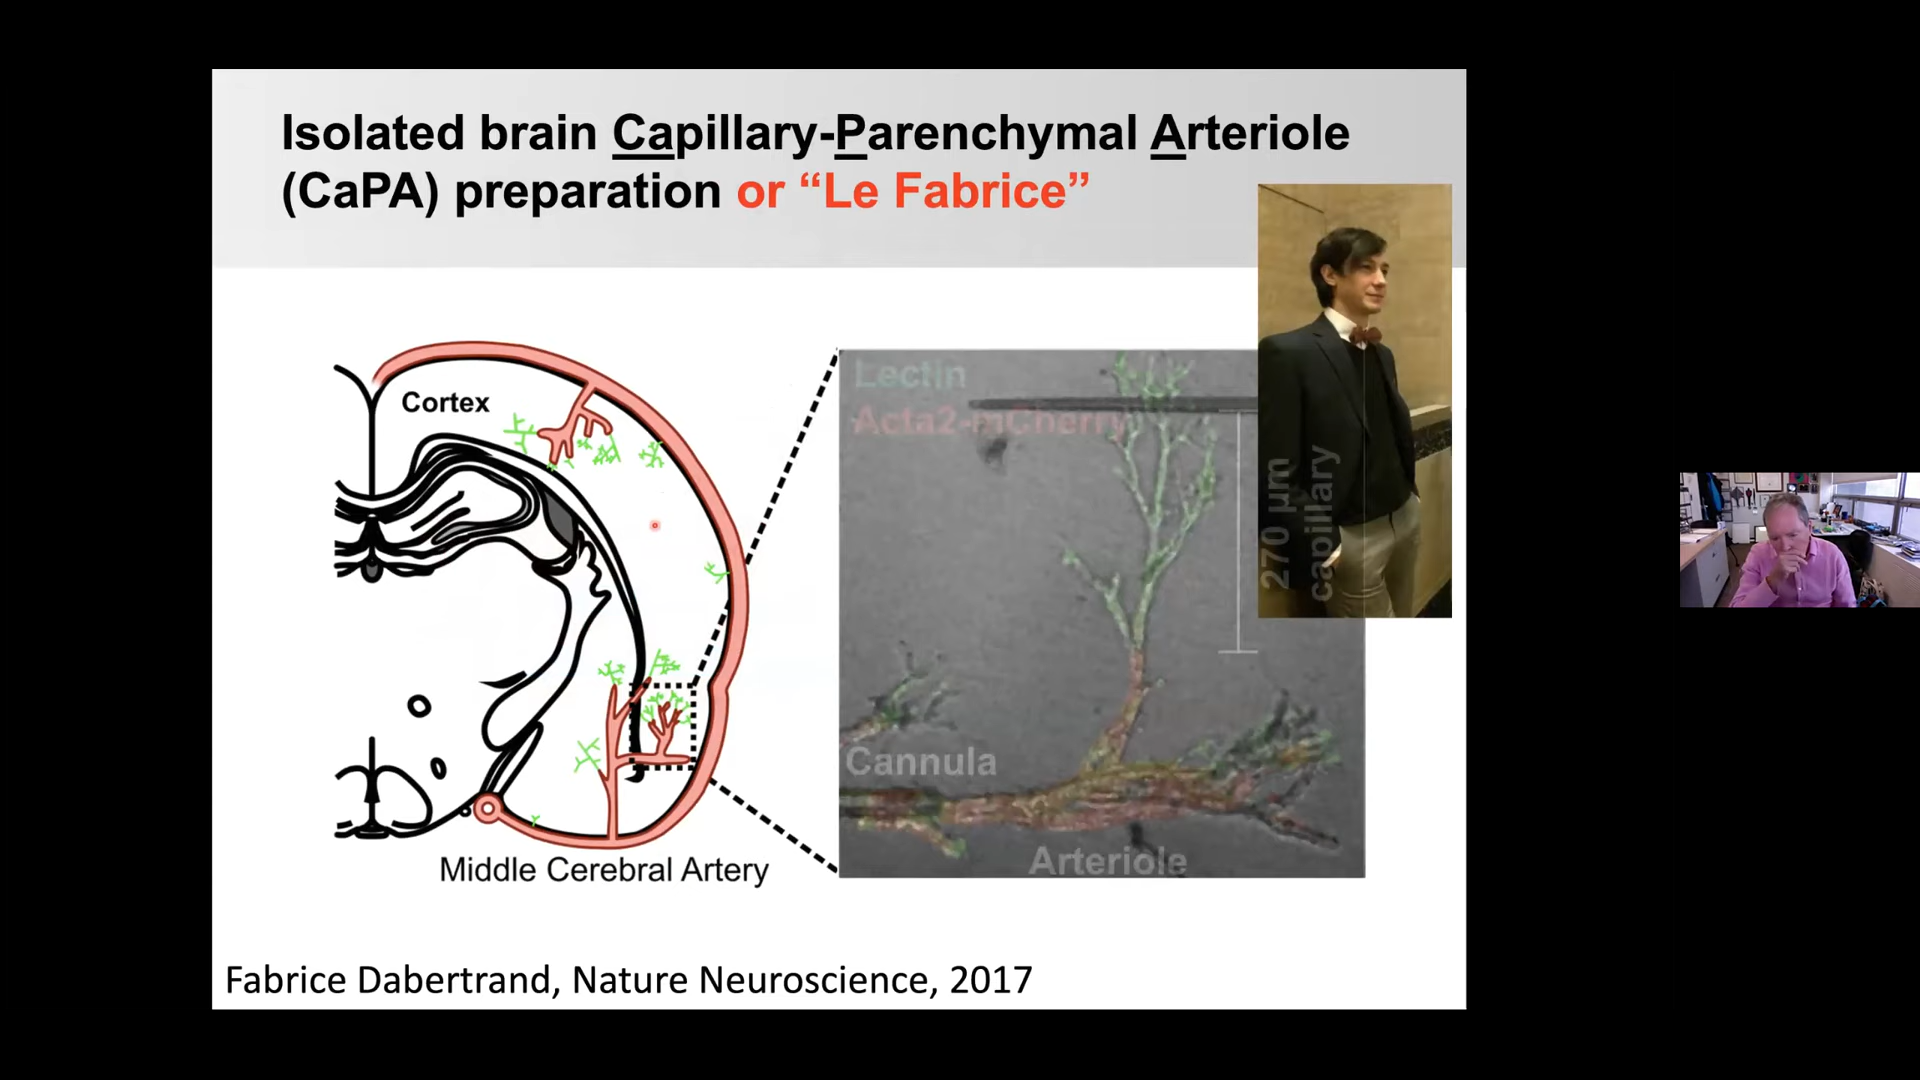 Isolated brain Capillary-Parenchymal Arteriole
(CaPA) preparation or “Le Fabrice”
Cortex
Lectin
Acta2-mCherry
270 µm
capillary
Cannula
Arteriole
Middle Cerebral Artery
Fabrice Dabertrand, Nature Neuroscience, 2017